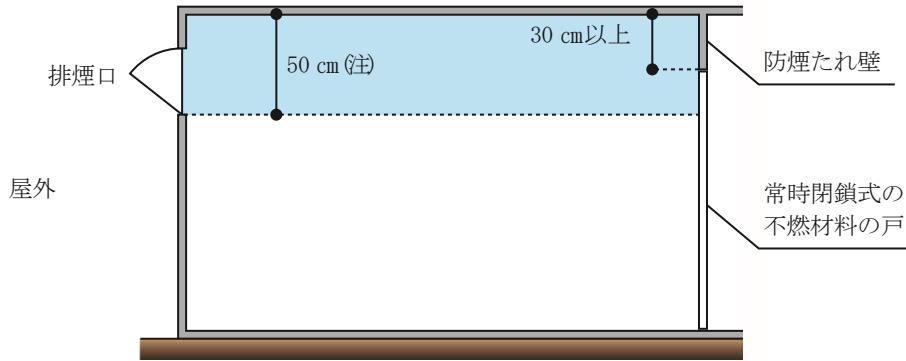 30 cm以上
50 cm(注)
防煙たれ壁
排煙口
屋外
常時閉鎖式の
不燃材料の戸